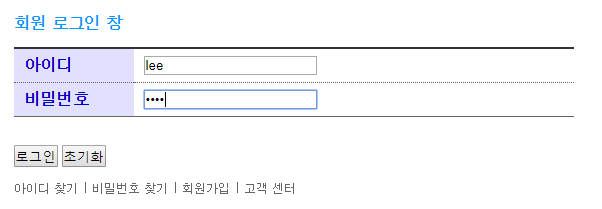 회원 로그인 창
아이디 lee
비밀번호 ••••
로그인 초기화
아이디 찾기 | 비밀번호 찾기 | 회원가입 | 고객 센터